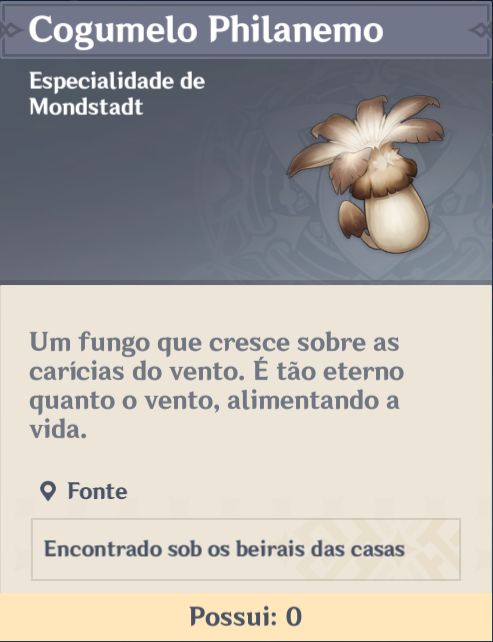 Cogumelo Philanemo
Especialidade de
Mondstadt
Um fungo que cresce sobre as
carícias do vento. É tão eterno
quanto o vento, alimentando a
vida.
Fonte
Encontrado sob os beirais das casas
Possui: 0